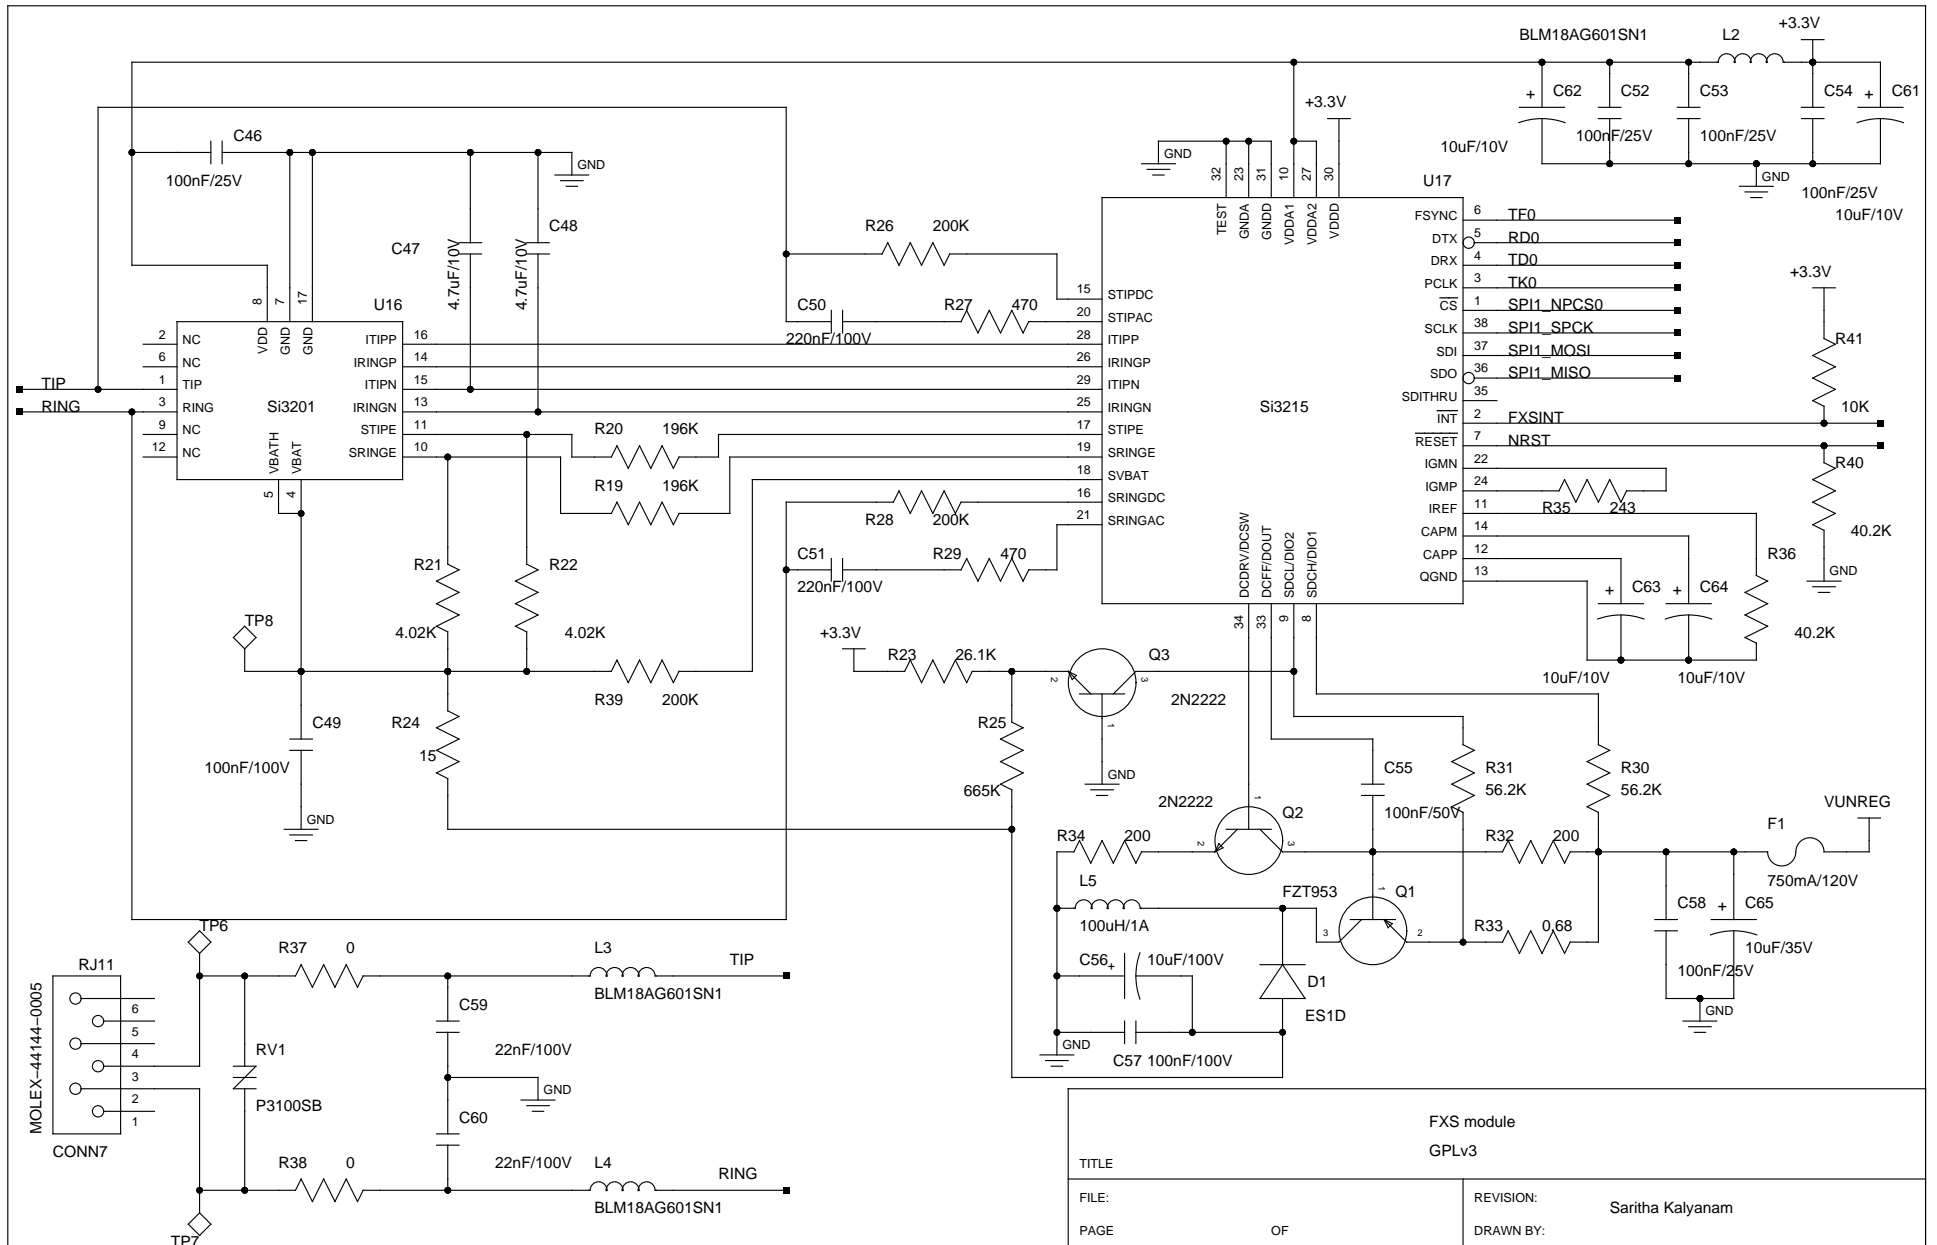 BLM18AG601SN1 L2 +3.3V
C62 C52 C53 C54 C61
+ +
+3.3V
100nF/25V 100nF/25V
10uF/10V
GND
100nF/25V
10uF/10V
C46
100nF/25V
GND
C47 C48
4.7uF/10V 4.7uF/10V
R26 200K
C50 R27 470
220nF/100V
GND
32 23 31 10 27 30
TEST GNDA GNDD VDDA1 VDDA2 VDDD
U17
8 7 17
VDD GND GND
U16
2 NC
6 NC
1 TIP
3 RING
9 NC
12 NC
TIP
RING
Si3201
ITIPP 16
IRINGP 14
ITIPN 15
IRINGN 13
STIPE 11
SRINGE 10
VBATH VBAT
5 4
15 STIPDC
20 STIPAC
28 ITIPP
26 IRINGP
29 ITIPN
25 IRINGN
17 STIPE
19 SRINGE
18 SVBAT
16 SRINGDC
21 SRINGAC
Si3215
FSYNC 6 TF0
DTX 5 RD0
DRX 4 TD0
PCLK 3 TK0
CS 1 SPI1_NPCS0
SCLK 38 SPI1_SPCK
SDI 37 SPI1_MOSI
SDO 36 SPI1_MISO
SDITHRU 35
INT 2 FXSINT
RESET 7 NRST
IGMN 22
IGMP 24
IREF 11
CAPM 14
CAPP 12
QGND 13
DCDRV/DCSW DCFF/DOUT SDCL/DIO2 SDCH/DIO1
34 33 9 8
+3.3V
R41
10K
R40
40.2K
GND
R35 243
R36
40.2K
+ C63 + C64
10uF/10V 10uF/10V
R20 196K
R19 196K
R28 200K
C51 R29 470
220nF/100V
R21 R22
4.02K 4.02K
TP8
R39 200K
C49
100nF/100V
GND
R24
15
+3.3V
R23 26.1K
Q3
2 3
1
2N2222
GND
R25
665K
C55
100nF/50V
R31
56.2K
R30
56.2K
2N2222
1
Q2
2 3
R34 200
R32 200
F1
VUNREG
750mA/120V
L5
100uH/1A
FZT953 Q1
1
3 2
R33 0.68
C58 + C65
10uF/35V
100nF/25V
GND
C56 + 10uF/100V
D1
ES1D
GND
C57 100nF/100V
TP6
R37 0
L3
BLM18AG601SN1
TIP
RJ11
MOLEX-44144-0005
6
5
4
3
2
1
CONN7
RV1
P3100SB
C59
22nF/100V
GND
C60
22nF/100V
R38 0
L4
BLM18AG601SN1
RING
TP7
FXS module
GPLv3
TITLE
FILE:
REVISION:
Saritha Kalyanam
PAGE OF
DRAWN BY: